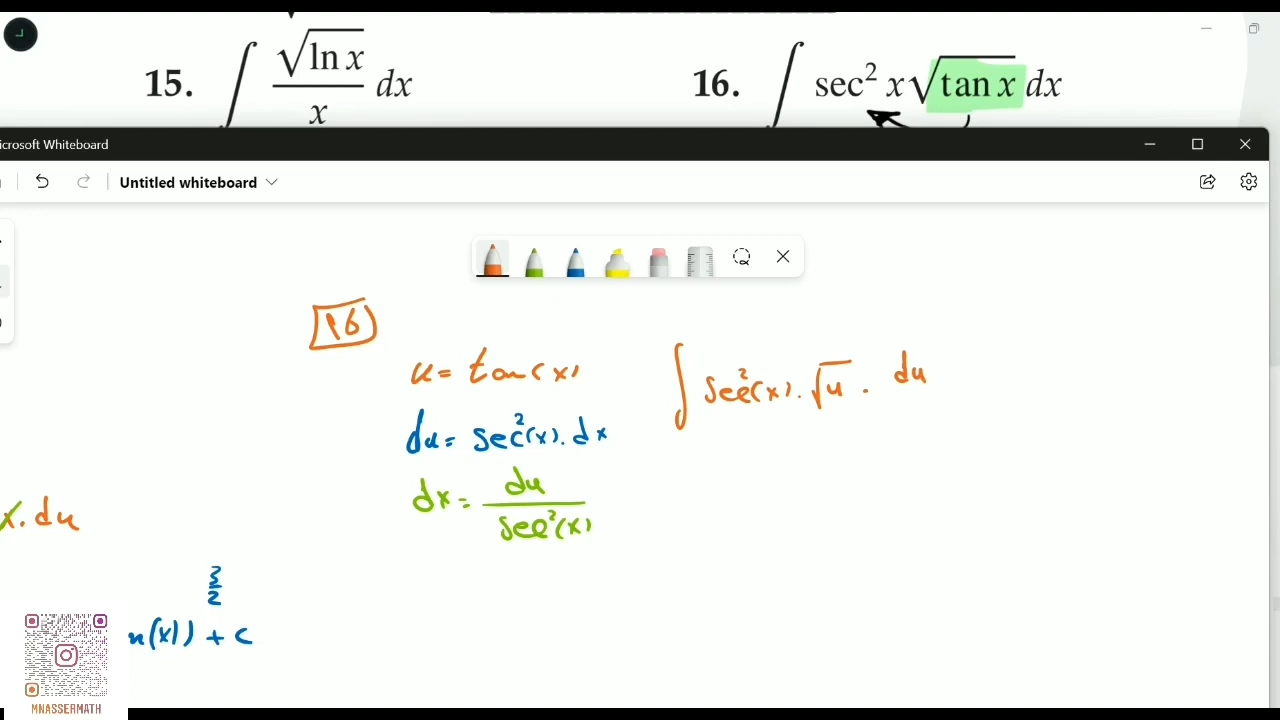 15. ∫ √(ln x) / x dx
16. ∫ sec² x √(tan x) dx
icrosoft Whiteboard
Untitled whiteboard
16
u = tan(x)
∫ sec²(x) · √u · du
du = sec²(x) · dx
dx = du / sec²(x)
x. du
3/2
n(x)) + c
MNASSERMATH